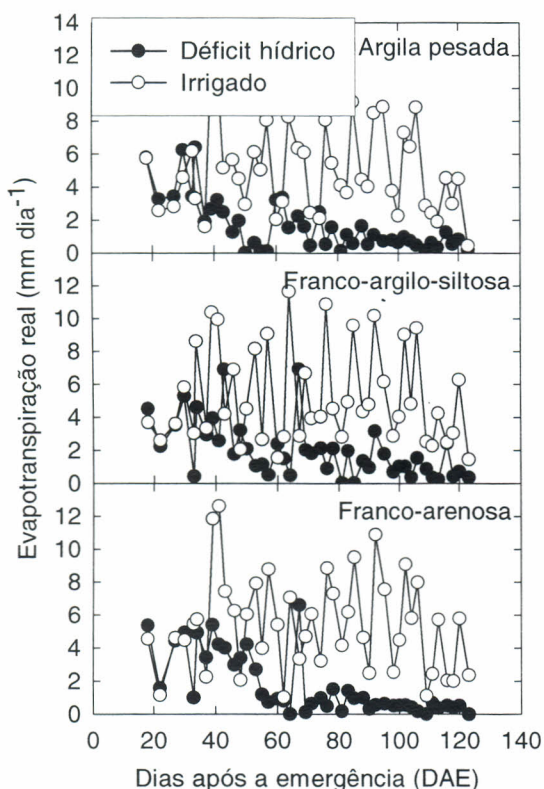 14
12
10
8
6
4
2
0
Déficit hídrico
Irrigado
Argila pesada
12
10
8
6
4
2
0
Franco-argilo-siltosa
12
10
8
6
4
2
0
Franco-arenosa
0 20 40 60 80 100 120 140
Evapotranspiração real (mm dia-1)
Dias após a emergência (DAE)